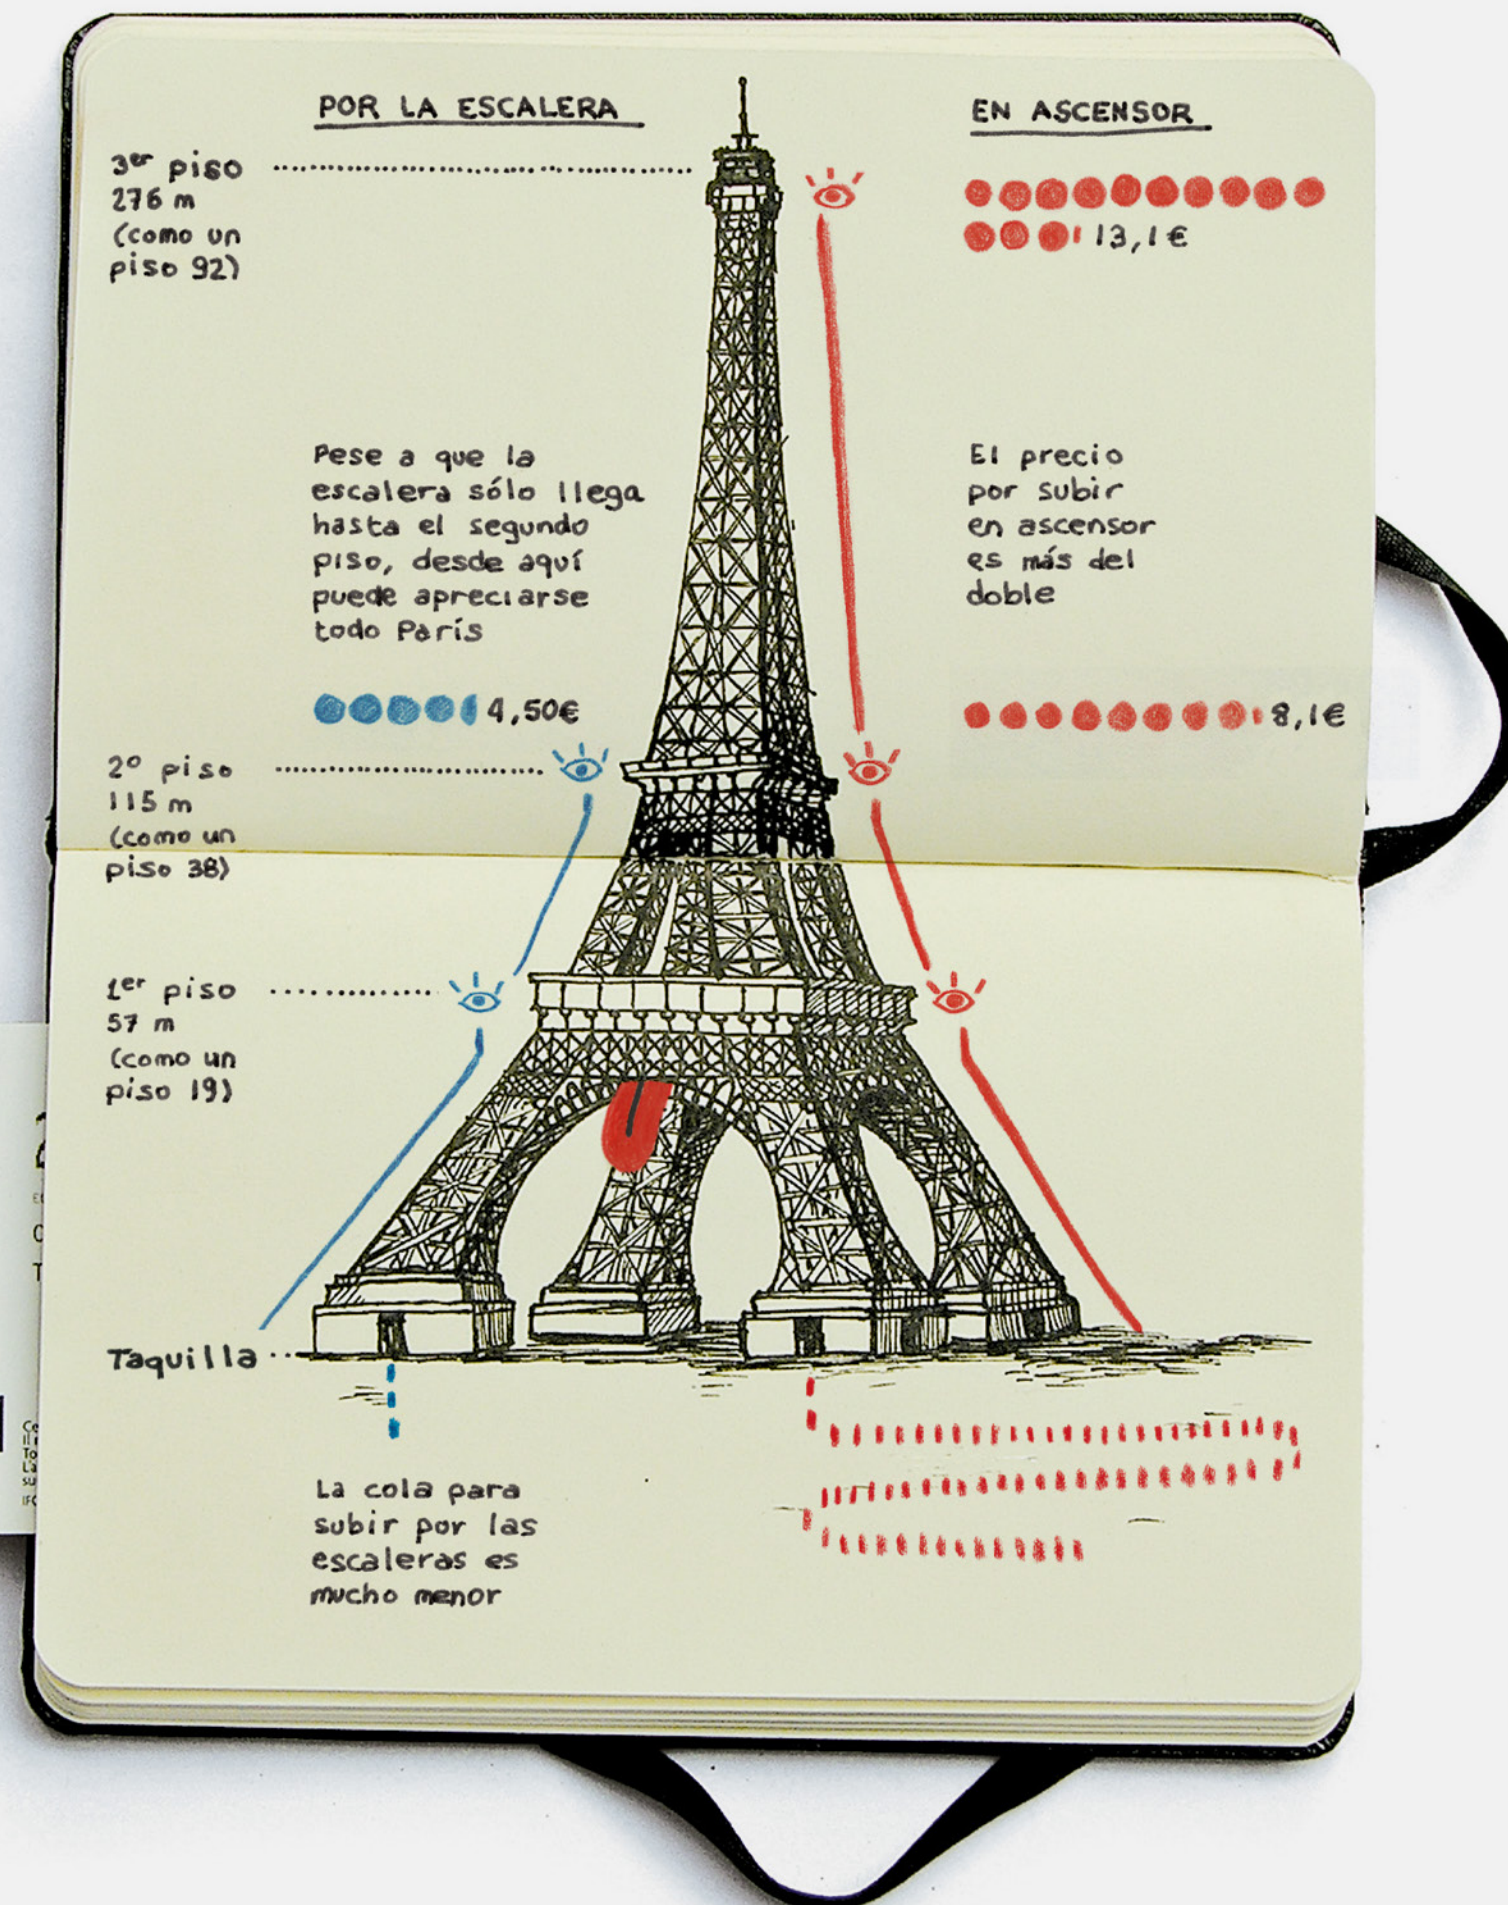 POR LA ESCALERA
EN ASCENSOR
3er piso
276 m
(como un
piso 92)
13,1€
Pese a que la
escalera sólo llega
hasta el segundo
piso, desde aquí
puede apreciarse
todo París
El precio
por subir
en ascensor
es más del
doble
4,50€
8,1€
2º piso
115 m
(como un
piso 38)
1er piso
57 m
(como un
piso 19)
Taquilla
La cola para
subir por las
escaleras es
mucho menor